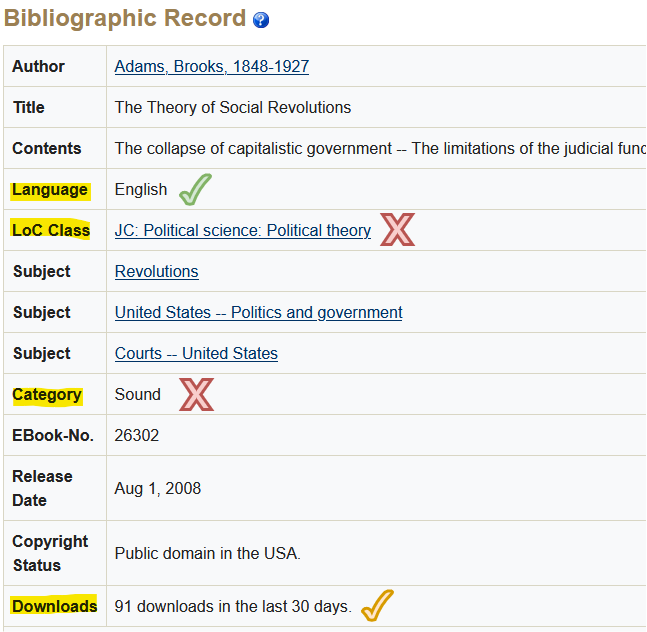 Bibliographic Record ?
Author Adams, Brooks, 1848-1927
Title The Theory of Social Revolutions
Contents The collapse of capitalistic government -- The limitations of the judicial func
Language English
LoC Class JC: Political science: Political theory
Subject Revolutions
Subject United States -- Politics and government
Subject Courts -- United States
Category Sound
EBook-No. 26302
Release
Date
Aug 1, 2008
Copyright
Status
Public domain in the USA.
Downloads 91 downloads in the last 30 days.